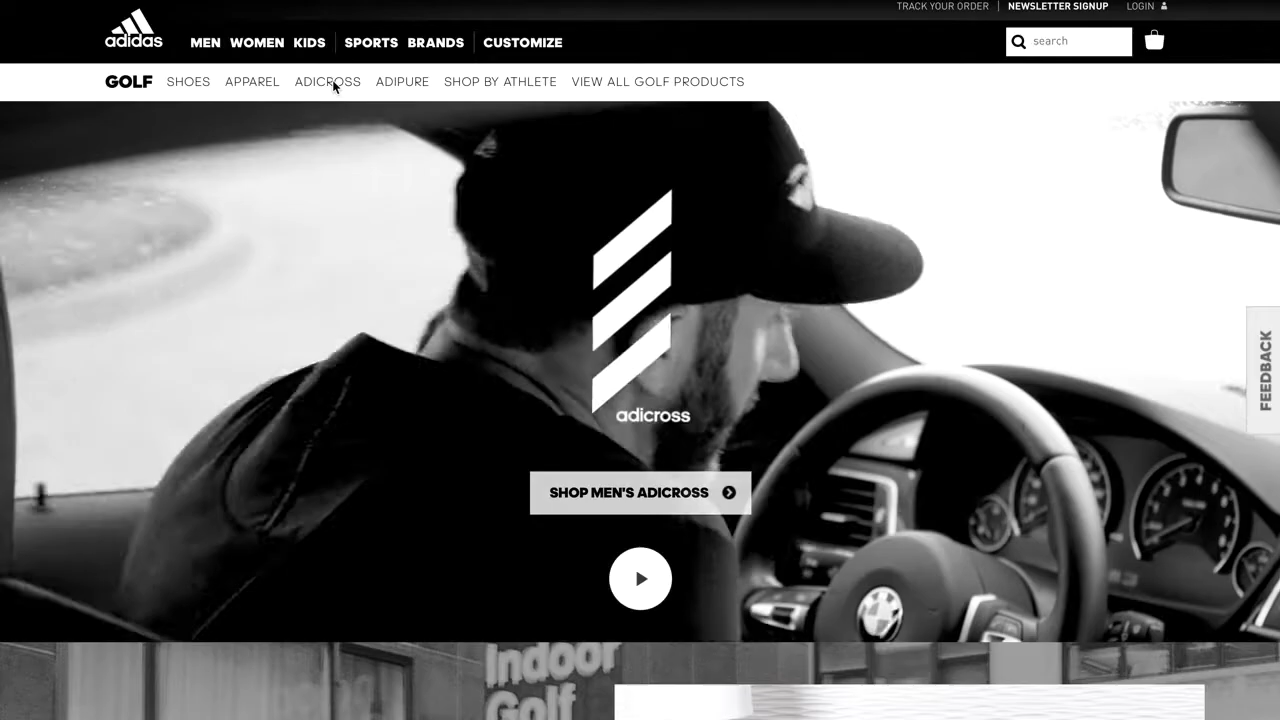 TRACK YOUR ORDER NEWSLETTER SIGNUP LOGIN
adidas MEN WOMEN KIDS SPORTS BRANDS CUSTOMIZE search
GOLF SHOES APPAREL ADICROSS ADIPURE SHOP BY ATHLETE VIEW ALL GOLF PRODUCTS
adicross
SHOP MEN'S ADICROSS
FEEDBACK
Indoor
Golf